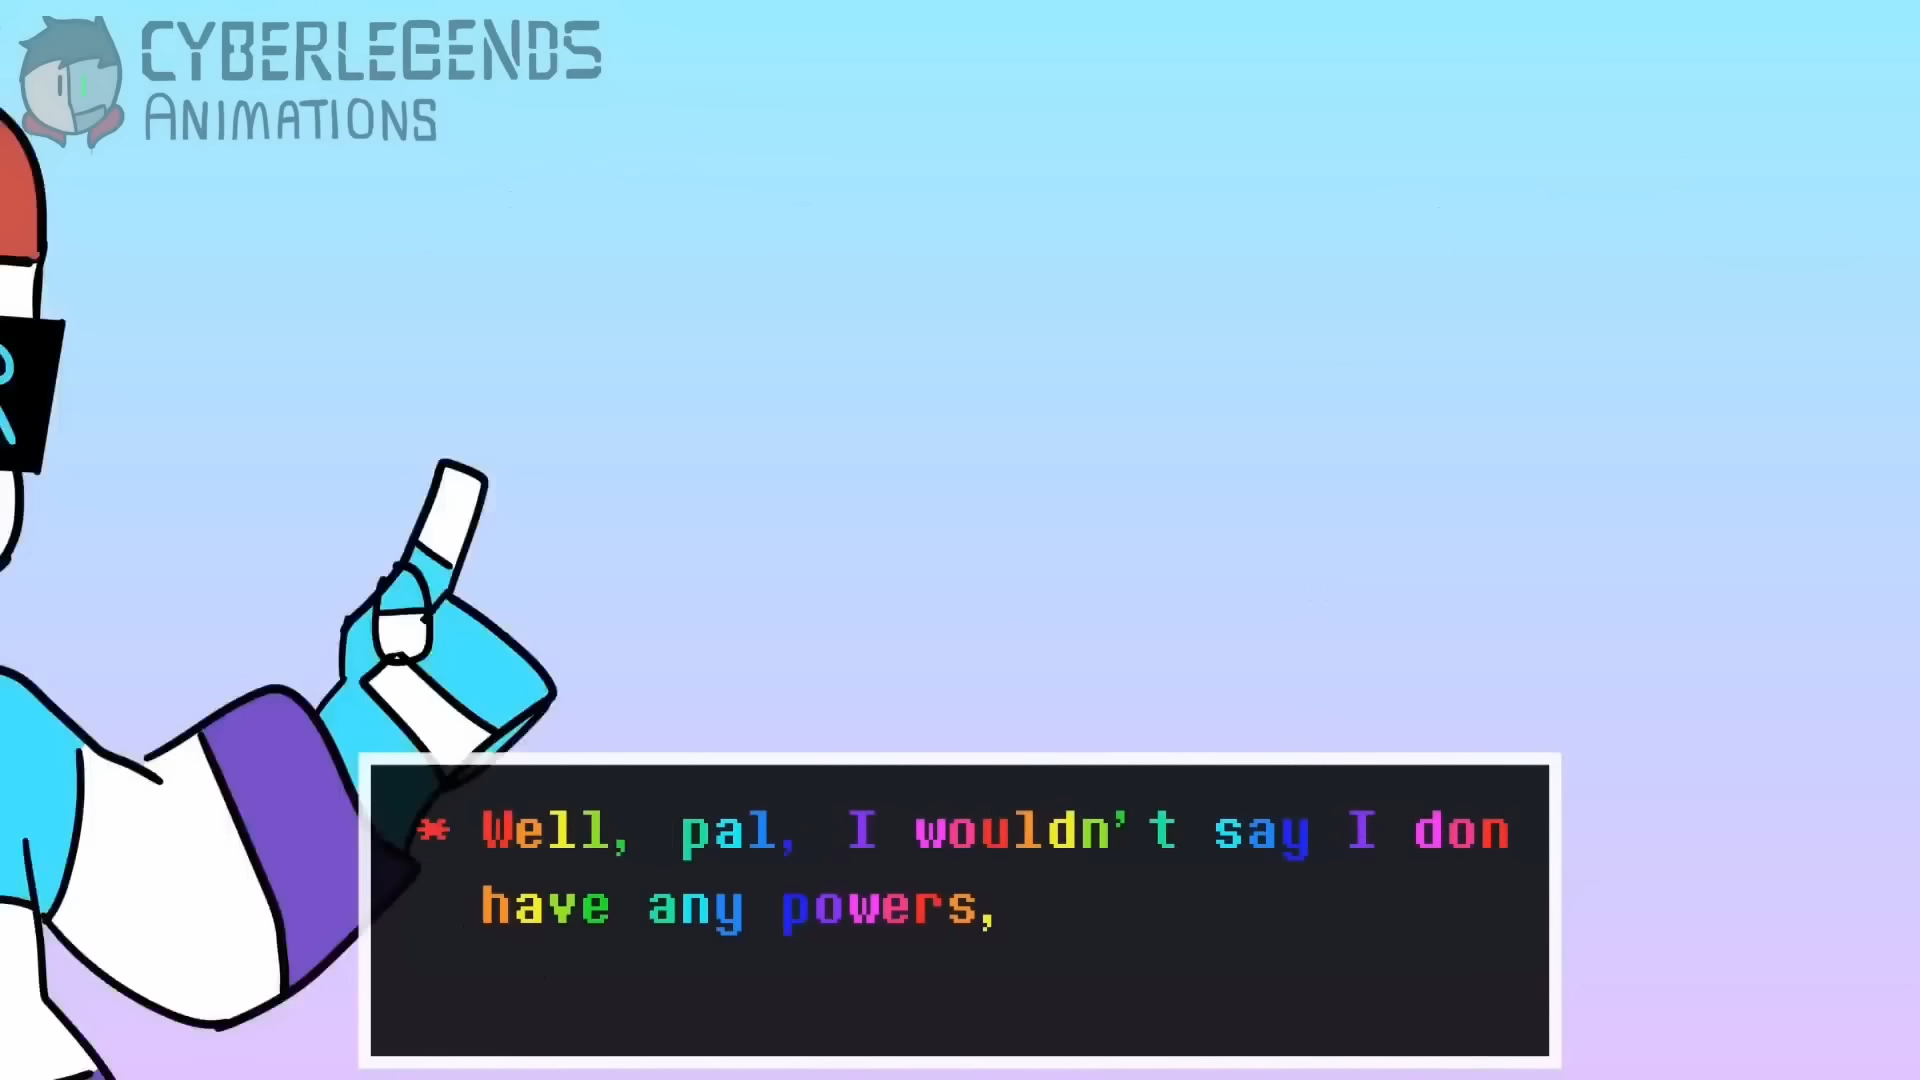 CYBERLEGENDS
ANIMATIONS
* Well, pal, I wouldn't say I don
have any powers,